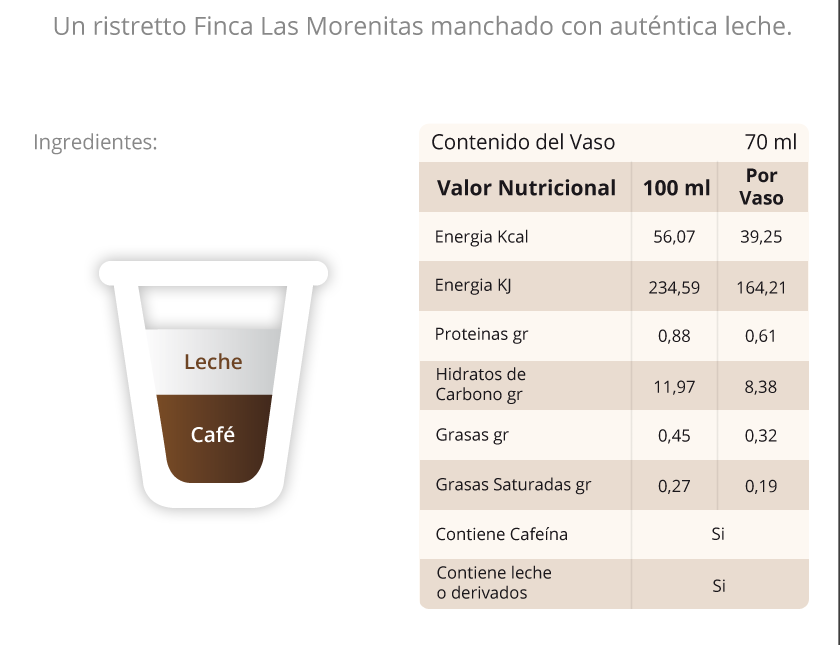 Un ristretto Finca Las Morenitas manchado con auténtica leche.
Ingredientes:
Leche
Café
Contenido del Vaso 70 ml
Valor Nutricional 100 ml Por Vaso
Energia Kcal 56,07 39,25
Energia KJ 234,59 164,21
Proteinas gr 0,88 0,61
Hidratos de
Carbono gr 11,97 8,38
Grasas gr 0,45 0,32
Grasas Saturadas gr 0,27 0,19
Contiene Cafeína Si
Contiene leche
o derivados Si